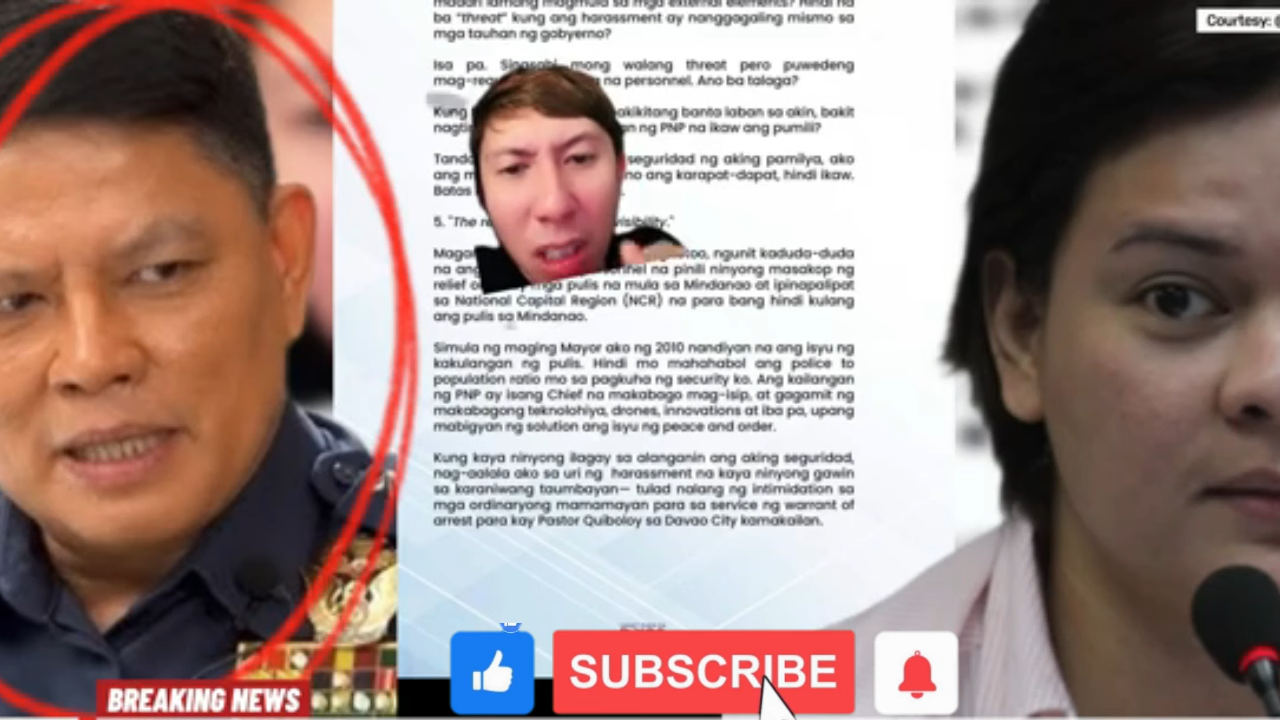 madari lamang magmula sa mga external elements? Hindi na
ba "threat" kung ang harassment ay nanggagaling mismo sa
mga tauhan ng gobyerno?
Courtesy:
Isa pa. Sinasabi mong walang threat pero puwedeng
na personnel. Ano ba talaga?
Kung banta laban sa akin, bakit
ng PNP na ikaw ang pumili?
seguridad ng aking pamilya, ako
ang ang karapat-dapat, hindi ikaw.
Batas
5. "The
ngunit kaduda-duda
na ang na pinili ninyong masakop ng
relief mga pulis na mula sa Mindanao at ipinapalipat
sa National Capital Region (NCR) na para bang hindi kulang
ang pulis sa Mindanao.
Simula ng maging Mayor ako ng 2010 nandiyan na ang isyu ng
kakulangan ng pulis. Hindi mo mahahabol ang police to
population ratio mo sa pagkuha ng security ko. Ang kailangan
ng PNP ay isang Chief na makabago mag-isip, at gagamit ng
makabagong teknolohiya, drones, innovations at iba pa, upang
mabigyan ng solution ang isyu ng peace and order.
Kung kaya ninyong ilagay sa alanganin ang aking seguridad,
nag-aalala ako sa uri ng harassment na kaya ninyong gawin
sa karaniwang taumbayan— tulad nalang ng intimidation sa
mga ordinaryong mamamayan para sa service ng warrant of
arrest para kay Pastor Quiboloy sa Davao City kamakailan.
SUBSCRIBE
BREAKING NEWS